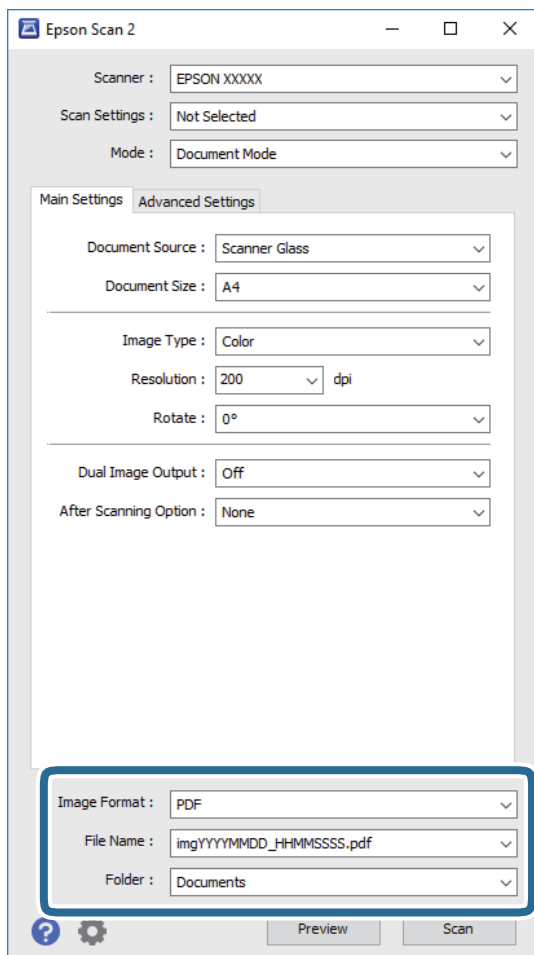 Epson Scan 2
Scanner : EPSON XXXXX
Scan Settings : Not Selected
Mode : Document Mode
Main Settings Advanced Settings
Document Source : Scanner Glass
Document Size : A4
Image Type : Color
Resolution : 200 dpi
Rotate : 0°
Dual Image Output : Off
After Scanning Option : None
Image Format : PDF
File Name : imgYYYYMMDD_HHMMSSSS.pdf
Folder : Documents
? Preview Scan